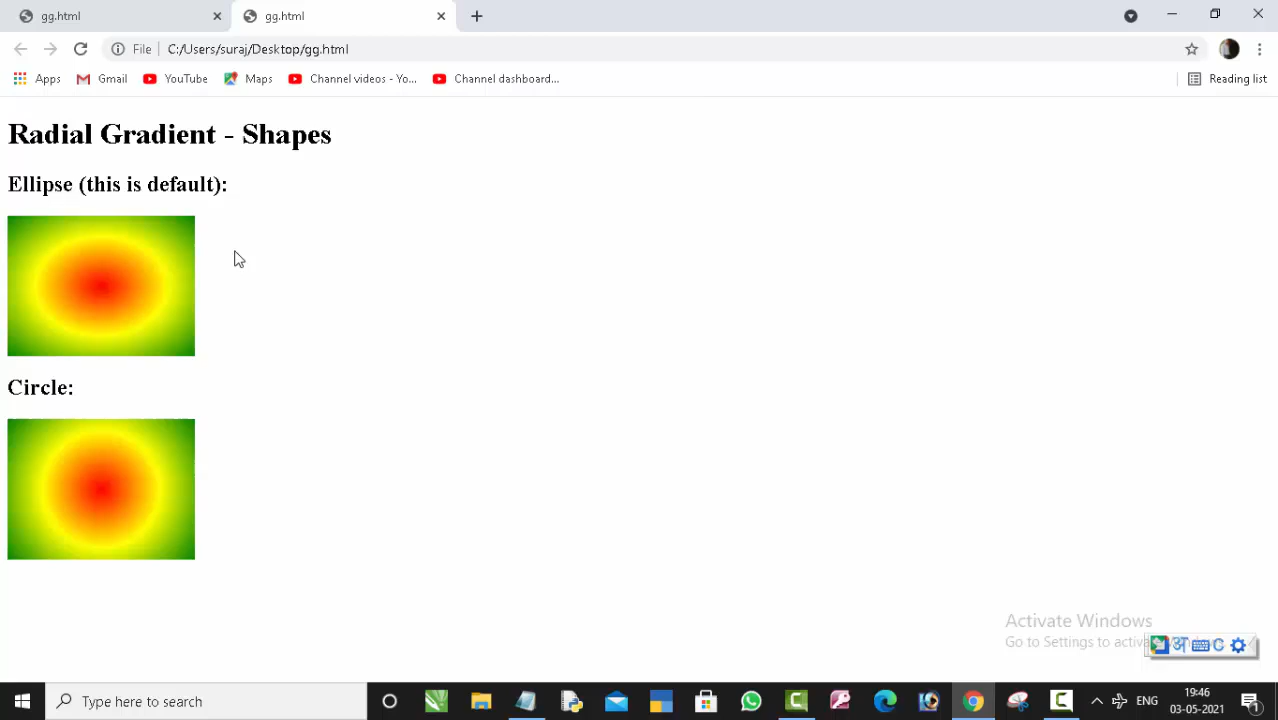 gg.html
gg.html
File
C:/Users/suraj/Desktop/gg.html
Apps
Gmail
YouTube
Maps
Channel videos - Yo...
Channel dashboard...
Reading list
Radial Gradient - Shapes
Ellipse (this is default):
Circle:
Activate Windows
Go to Settings to
अ
Type here to search
ENG
19:46
03-05-2021
1